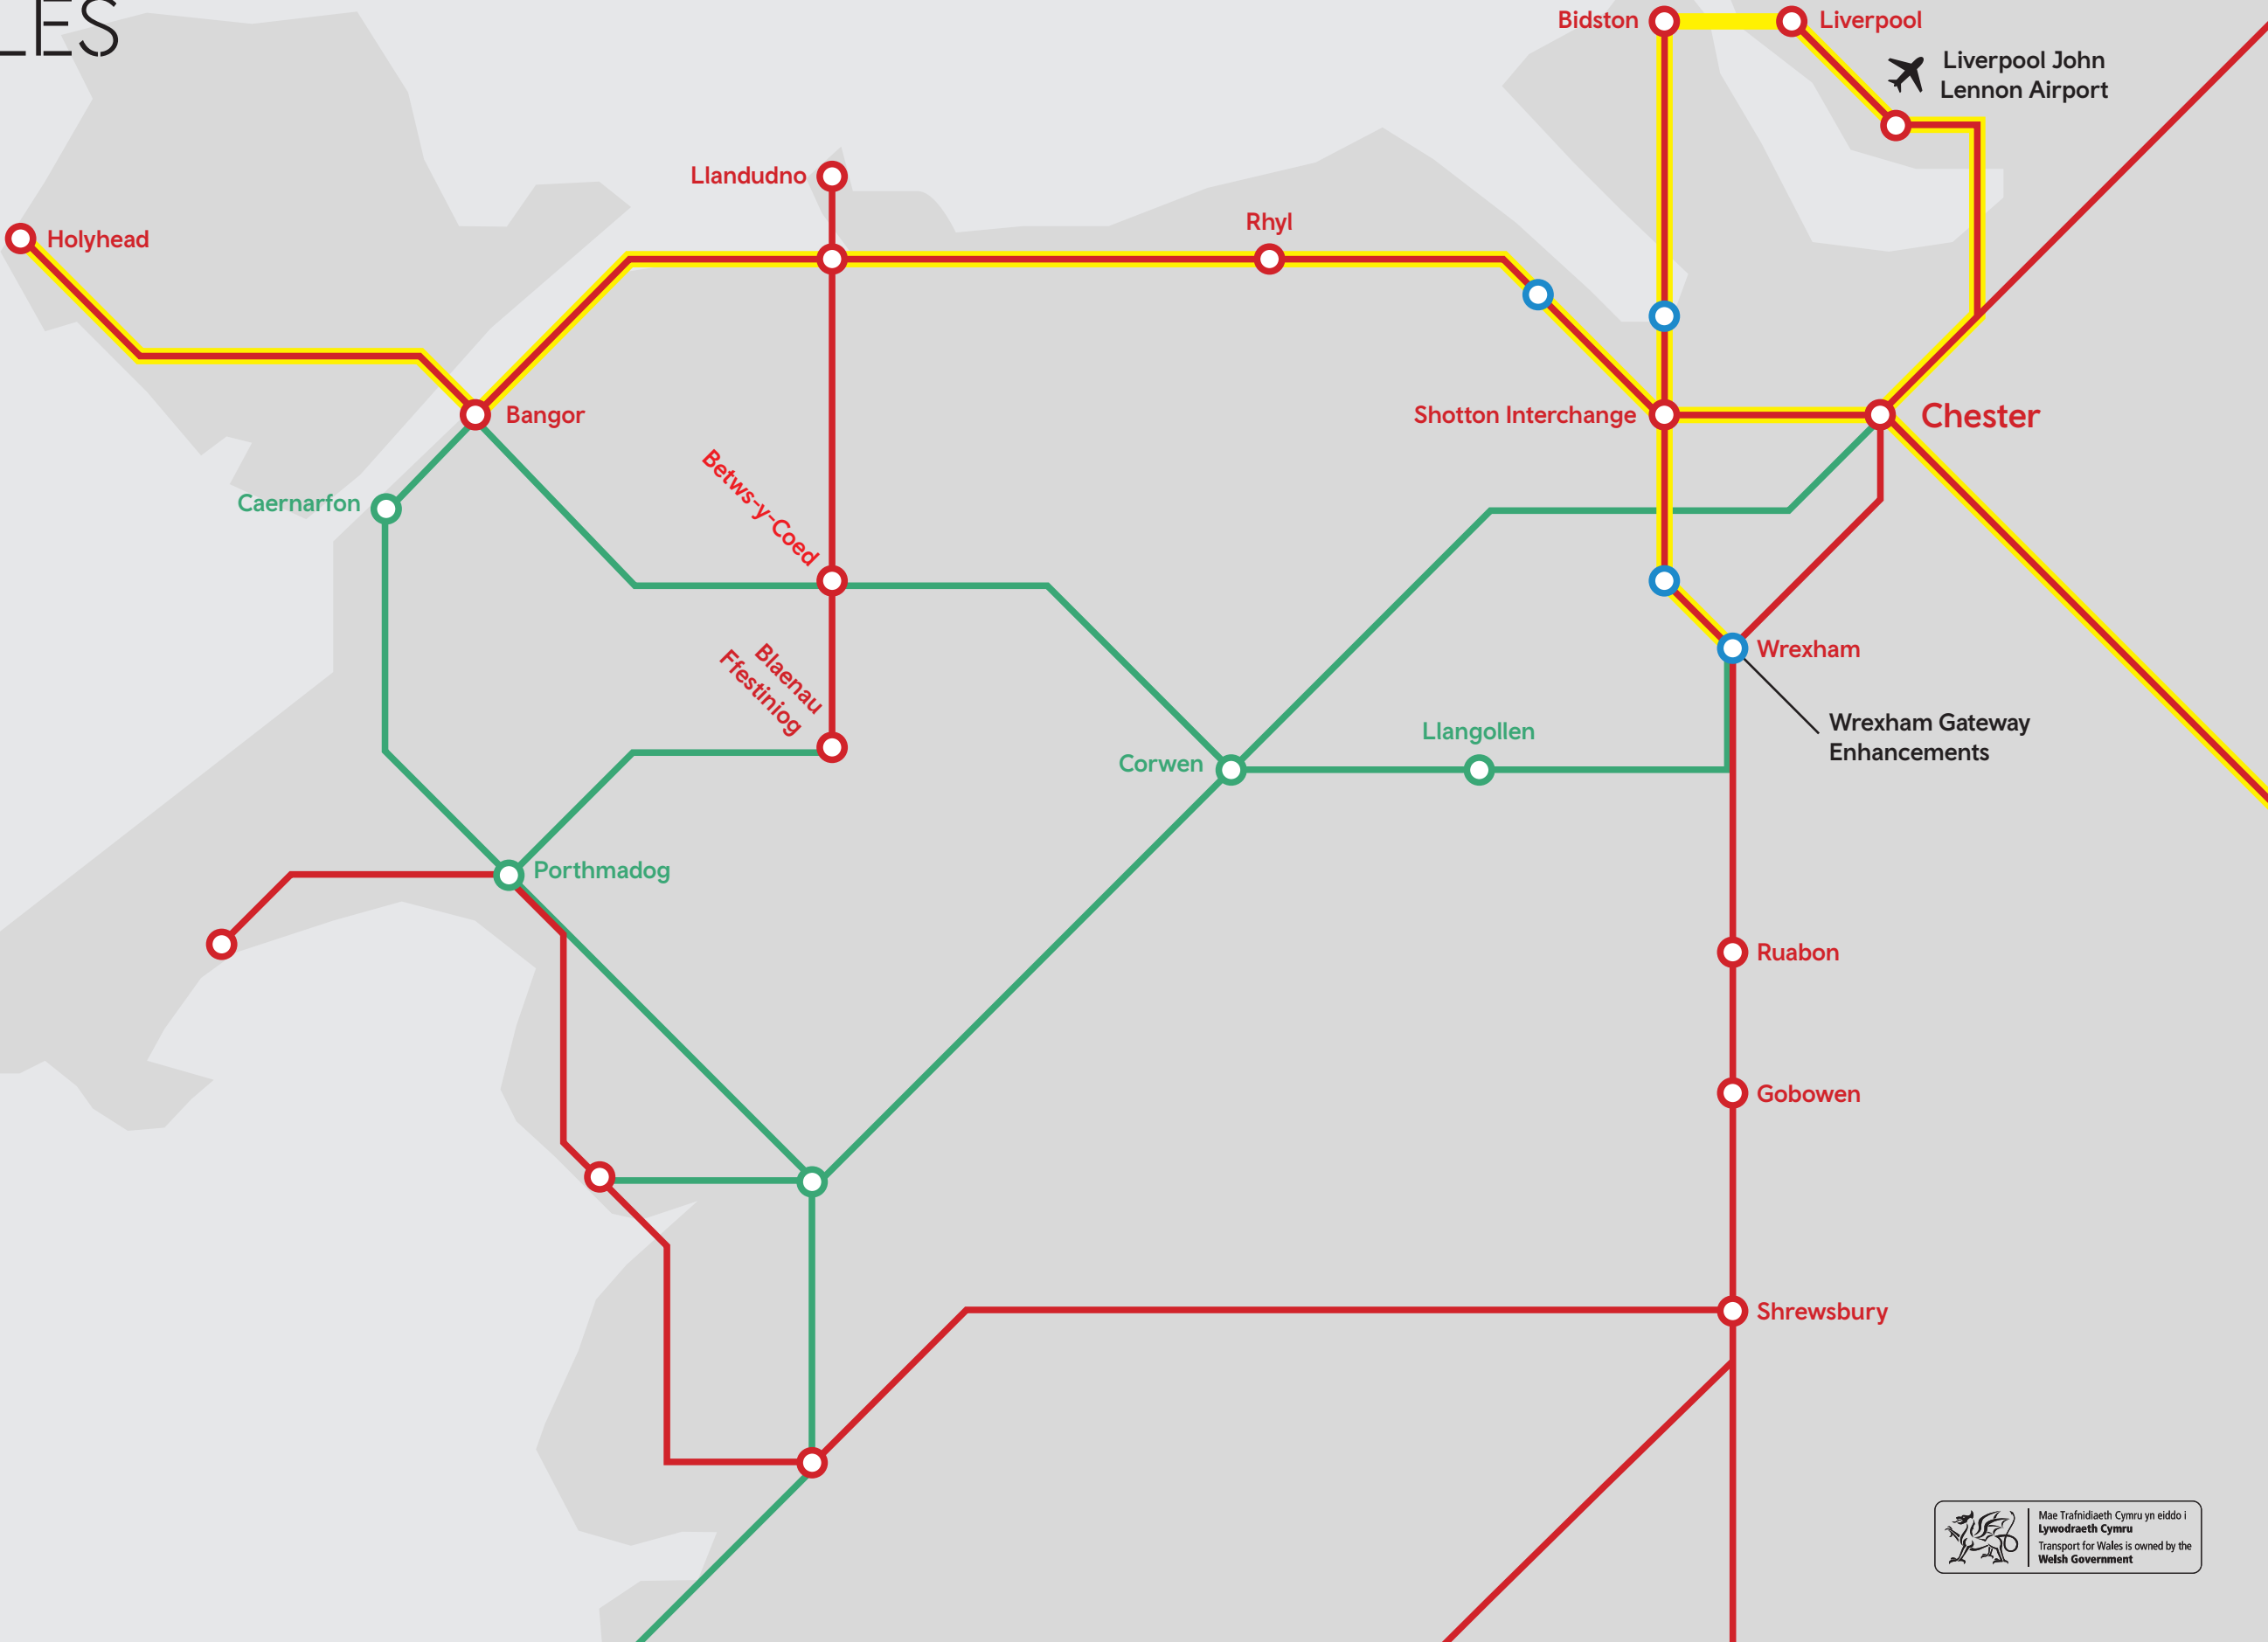 LES
Bidston
Liverpool
Liverpool John
Lennon Airport
Llandudno
Holyhead
Rhyl
Bangor
Shotton Interchange
Chester
Betws-y-Coed
Caernarfon
Blaenau
Ffestiniog
Wrexham
Wrexham Gateway
Enhancements
Llangollen
Corwen
Porthmadog
Ruabon
Gobowen
Shrewsbury
Mae Trafnidiaeth Cymru yn eiddo i
Lywodraeth Cymru
Transport for Wales is owned by the
Welsh Government